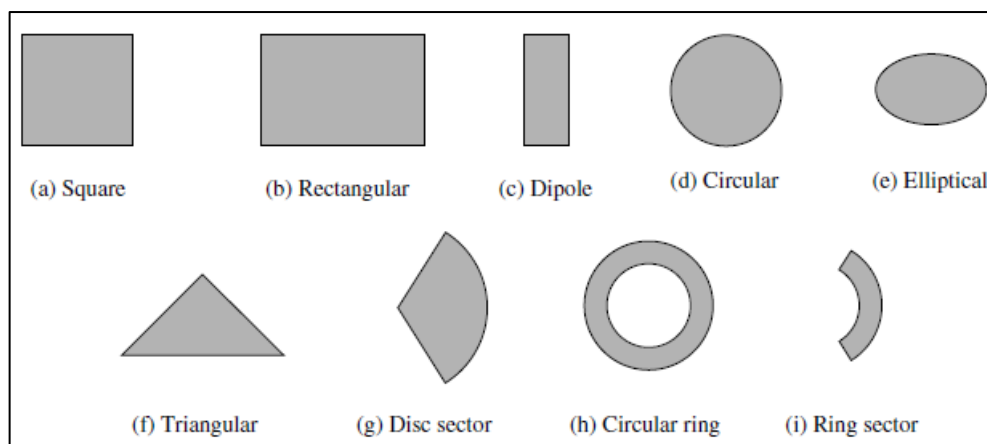 (a) Square
(b) Rectangular
(c) Dipole
(d) Circular
(e) Elliptical
(f) Triangular
(g) Disc sector
(h) Circular ring
(i) Ring sector